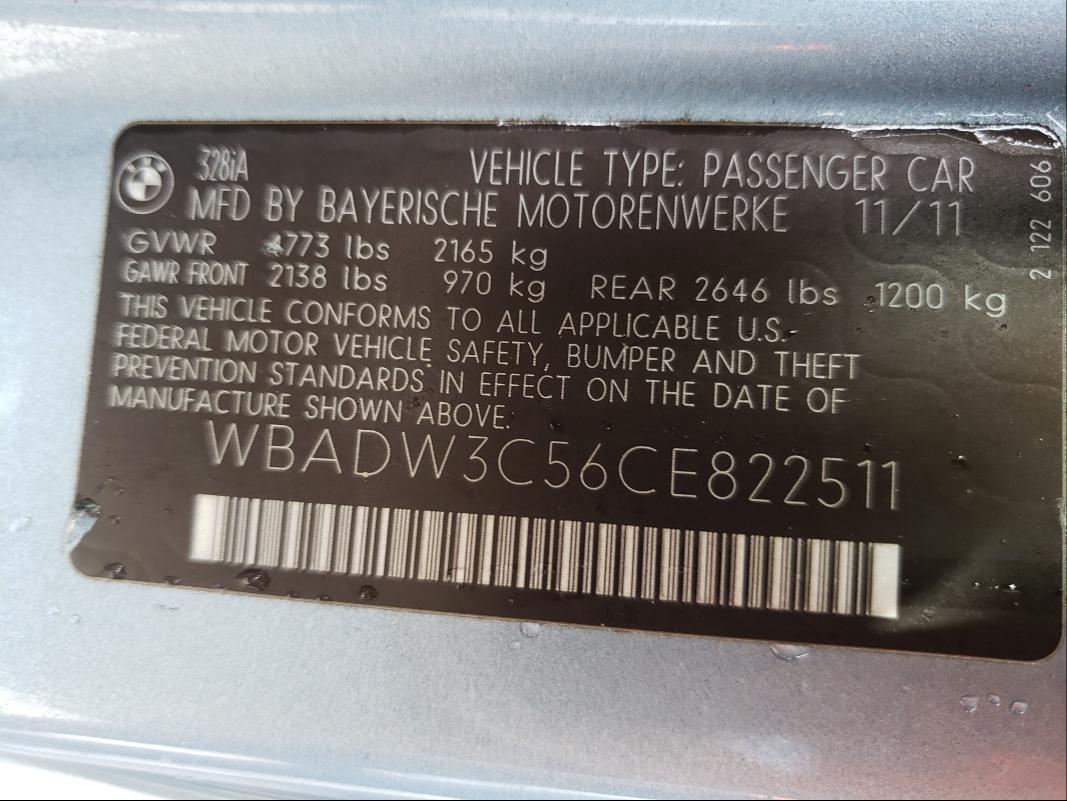 328iA VEHICLE TYPE: PASSENGER CAR
MFD BY BAYERISCHE MOTORENWERKE 11/11
GVWR 4773 lbs 2165 kg
GAWR FRONT 2138 lbs 970 kg REAR 2646 lbs 1200 kg
THIS VEHICLE CONFORMS TO ALL APPLICABLE U.S.
FEDERAL MOTOR VEHICLE SAFETY, BUMPER AND THEFT
PREVENTION STANDARDS IN EFFECT ON THE DATE OF
MANUFACTURE SHOWN ABOVE.
WBADW3C56CE822511
2 122 606